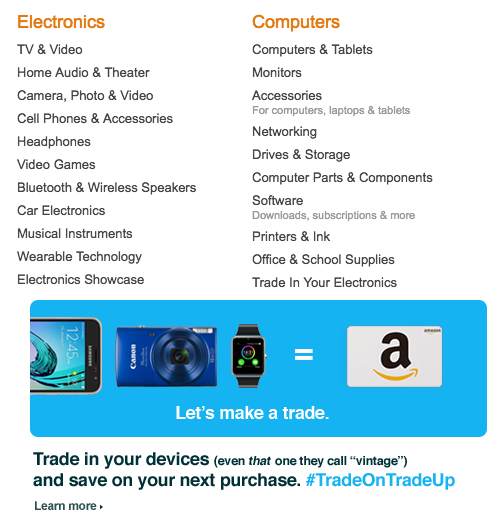 Electronics
TV & Video
Home Audio & Theater
Camera, Photo & Video
Cell Phones & Accessories
Headphones
Video Games
Bluetooth & Wireless Speakers
Car Electronics
Musical Instruments
Wearable Technology
Electronics Showcase
Computers
Computers & Tablets
Monitors
Accessories
For computers, laptops & tablets
Networking
Drives & Storage
Computer Parts & Components
Software
Downloads, subscriptions & more
Printers & Ink
Office & School Supplies
Trade In Your Electronics
12:45
SAMSUNG
Canon
=
amazon
a
Let's make a trade.
Trade in your devices (even that one they call “vintage”)
and save on your next purchase. #TradeOnTradeUp
Learn more